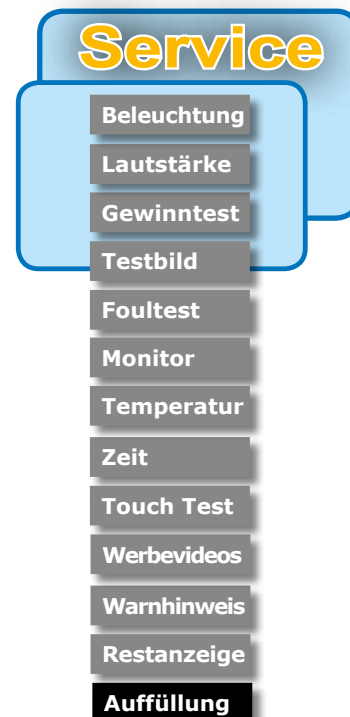 Service
Beleuchtung
Lautstärke
Gewinntest
Testbild
Foultest
Monitor
Temperatur
Zeit
Touch Test
Werbevideos
Warnhinweis
Restanzeige
Auffüllung